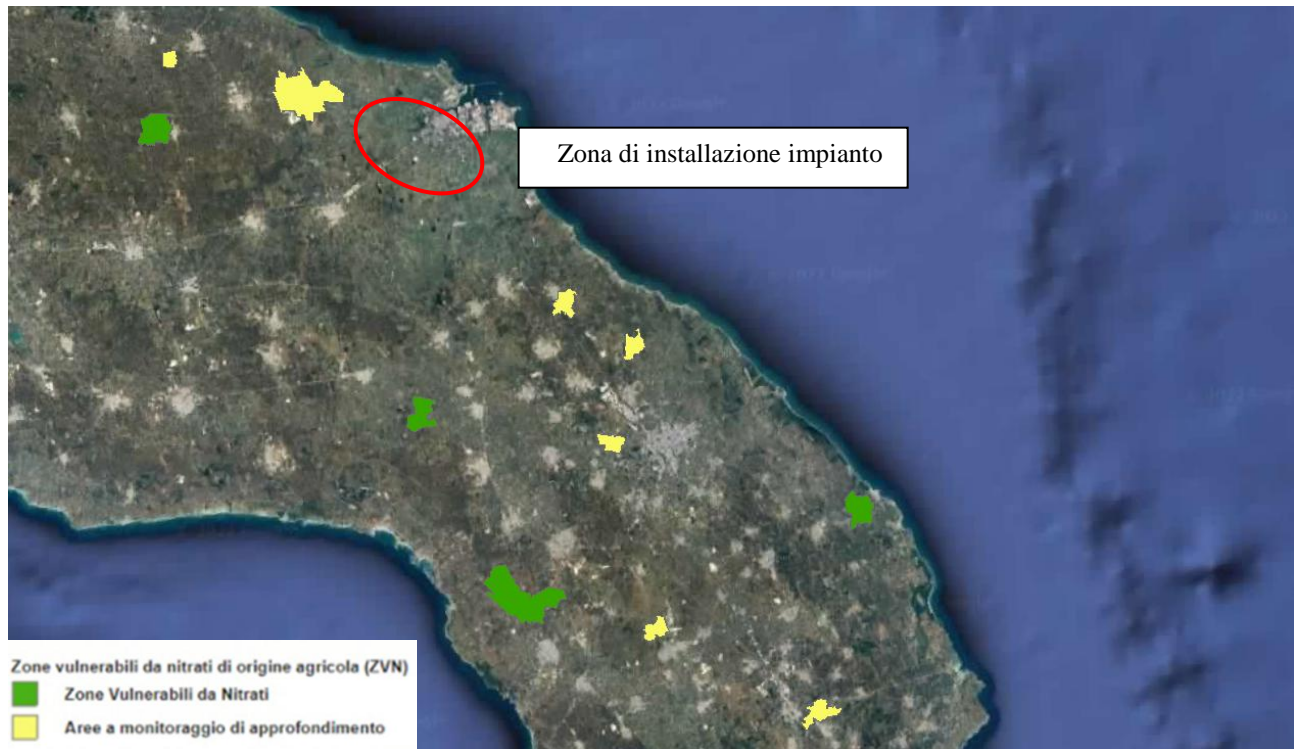 Zona di installazione impianto
Zone vulnerabili da nitrati di origine agricola (ZVN)
Zone Vulnerabili da Nitrati
Aree a monitoraggio di approfondimento